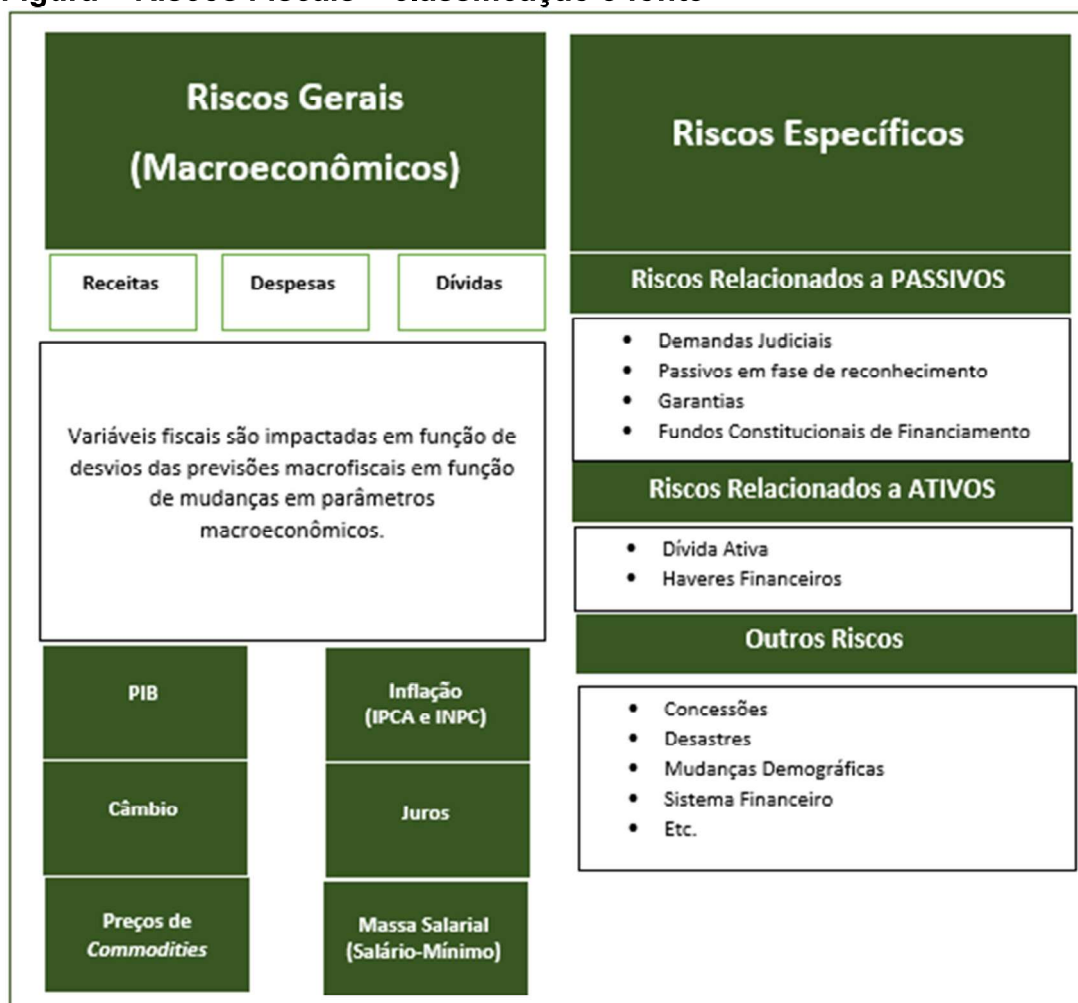 Riscos Gerais
(Macroeconômicos)
Receitas
Despesas
Dívidas
Variáveis fiscais são impactadas em função de
desvios das previsões macrofiscais em função
de mudanças em parâmetros
macroeconômicos.
PIB
Inflação
(IPCA e INPC)
Câmbio
Juros
Preços de
Commodities
Massa Salarial
(Salário-Mínimo)
Riscos Específicos
Riscos Relacionados a PASSIVOS
• Demandas Judiciais
• Passivos em fase de reconhecimento
• Garantias
• Fundos Constitucionais de Financiamento
Riscos Relacionados a ATIVOS
• Dívida Ativa
• Haveres Financeiros
Outros Riscos
• Concessões
• Desastres
• Mudanças Demográficas
• Sistema Financeiro
• Etc.